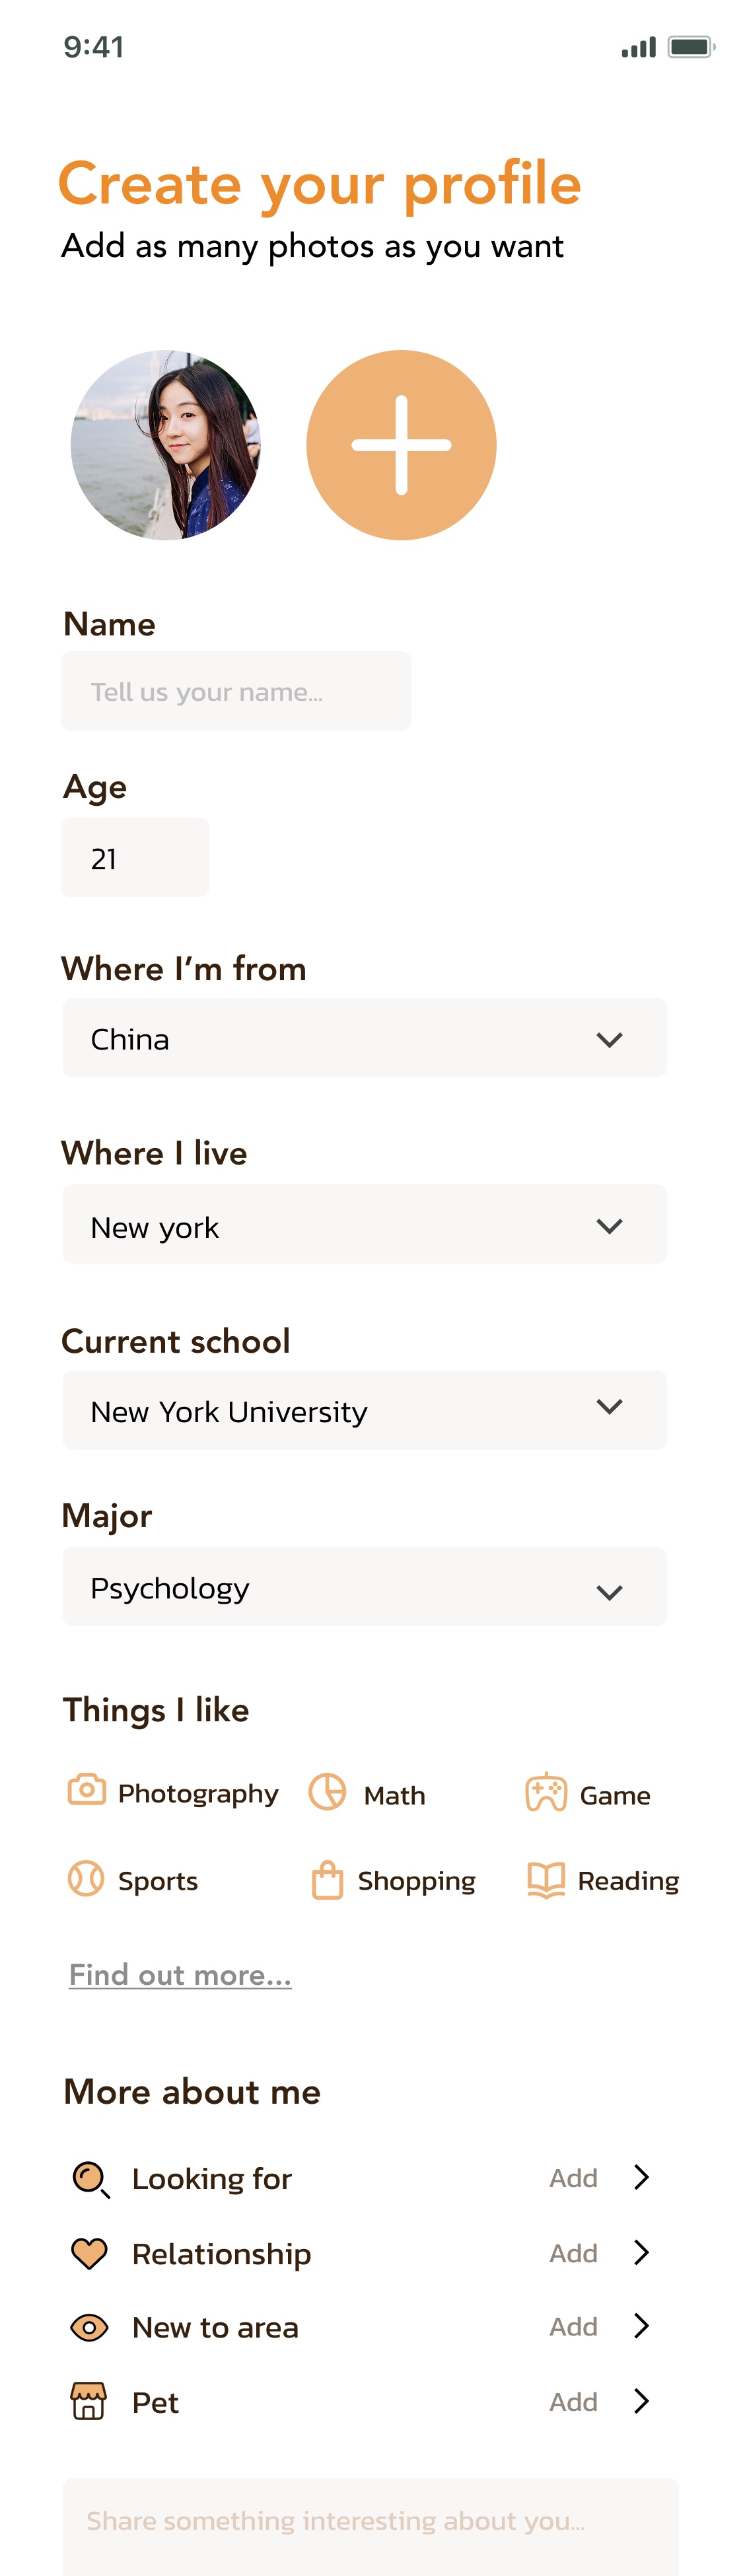 9:41
Create your profile
Add as many photos as you want
Name
Tell us your name...
Age
21
Where I’m from
China
Where I live
New york
Current school
New York University
Major
Psychology
Things I like
Photography Math Game
Sports Shopping Reading
Find out more...
More about me
Looking for Add
Relationship Add
New to area Add
Pet Add
Share something interesting about you...